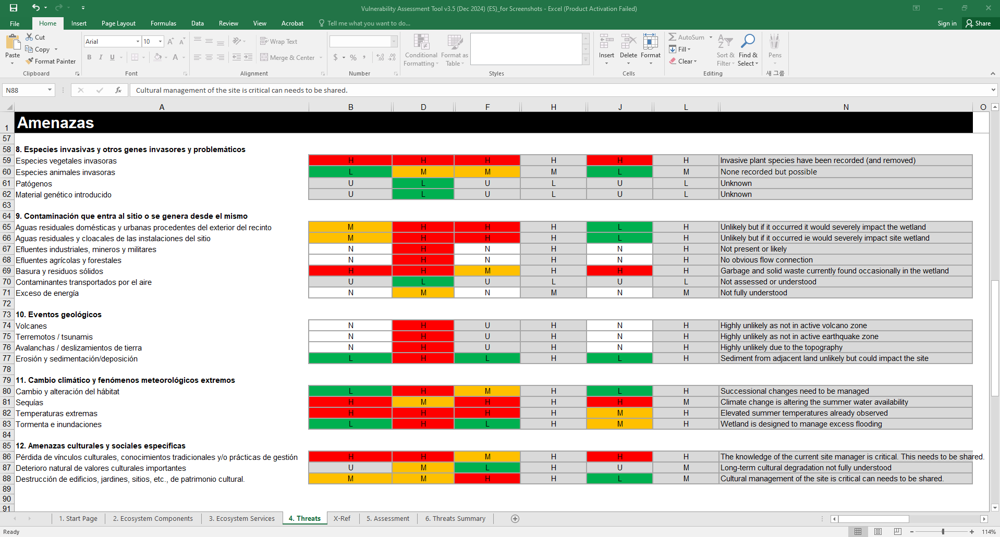 Vulnerability Assessment Tool v3.5 (Dec 2024) (ES)_for Screenshots - Excel (Product Activation Failed)
File Home Insert Page Layout Formulas Data Review View Acrobat Tell me what you want to do... Sign in Share
Cut
Copy
Format Painter
Paste
Clipboard
Arial 10
B I U
Font
Wrap Text
Merge & Center
Alignment
$ % ,
Number
Conditional Formatting
Format as Table
Styles
Insert Delete Format
Cells
AutoSum
Fill
Clear
Sort & Filter
Find & Select
Editing
Pens
새 그룹
N88 fx Cultural management of the site is critical can needs to be shared.
A B D F H J L N O
1 Amenazas
57
58 8. Especies invasivas y otros genes invasores y problemáticos
59 Especies vegetales invasoras H H H H H H Invasive plant species have been recorded (and removed)
60 Especies animales invasoras L M M M L M None recorded but possible
61 Patógenos U L U L U L Unknown
62 Material genético introducido U L U L U L Unknown
63
64 9. Contaminación que entra al sitio o se genera desde el mismo
65 Aguas residuales domésticas y urbanas procedentes del exterior del recinto M H H H L H Unlikely but if it occurred it would severely impact the wetland
66 Aguas residuales y cloacales de las instalaciones del sitio M H H H L H Unlikely but if it occurred ie would severely impact site wetland
67 Efluentes industriales, mineros y militares N H N H N H Not present or likely
68 Efluentes agrícolas y forestales N H N H N H No obvious flow connection
69 Basura y residuos sólidos H H M H H H Garbage and solid waste currently found occasionally in the wetland
70 Contaminantes transportados por el aire U L U L U L Not assessed or understood
71 Exceso de energía N M N M N M Not fully understood
72
73 10. Eventos geológicos
74 Volcanes N H U H N H Highly unlikely as not in active volcano zone
75 Terremotos / tsunamis N H U H N H Highly unlikely as not in active earthquake zone
76 Avalanchas / deslizamientos de tierra N H U H N H Highly unlikely due to the topography
77 Erosión y sedimentación/deposición L H L H L H Sediment from adjacent land unlikely but could impact the site
78
79 11. Cambio climático y fenómenos meteorológicos extremos
80 Cambio y alteración del hábitat L H M H L H Successional changes need to be managed
81 Sequías H M H H H M Climate change is altering the summer water availability
82 Temperaturas extremas H H H H M H Elevated summer temperatures already observed
83 Tormenta e inundaciones L H L H M H Wetland is designed to manage excess flooding
84
85 12. Amenazas culturales y sociales específicas
86 Pérdida de vínculos culturales, conocimientos tradicionales y/o prácticas de gestión H H M H H H The knowledge of the current site manager is critical. This needs to be shared.
87 Deterioro natural de valores culturales importantes U M L H U M Long-term cultural degradation not fully understood
88 Destrucción de edificios, jardines, sitios, etc., de patrimonio cultural. M M H H L M Cultural management of the site is critical can needs to be shared.
89
90
91
1. Start Page 2. Ecosystem Components 3. Ecosystem Services 4. Threats X-Ref 5. Assessment 6. Threats Summary
Ready 114%